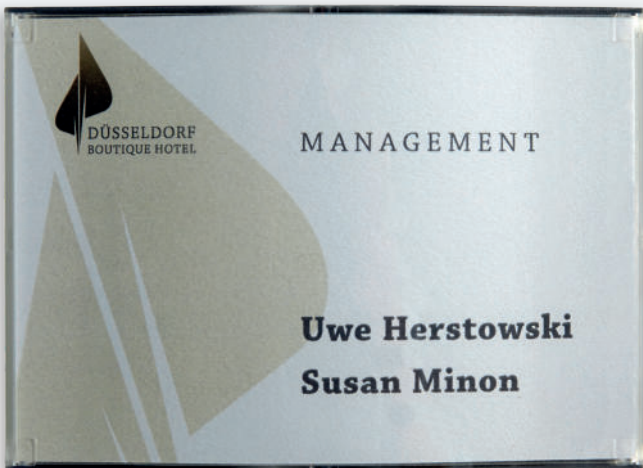 DÜSSELDORF
BOUTIQUE HOTEL
MANAGEMENT
Uwe Herstowski
Susan Minon